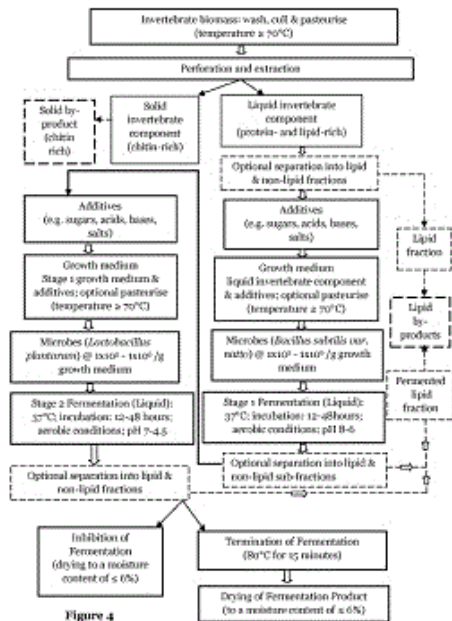 Invertebrate biomass: wash, cull & pasteurise
(temperature ≥ 70°C)
Perforation and extraction
Solid by-
product
(chitin
rich)
Solid
invertebrate
component
(chitin-rich)
Liquid invertebrate
component
(protein- and lipid-rich)
Optional separation into lipid
& non-lipid fractions
Additives
(e.g. sugars, acids, bases,
salts)
Growth medium
Stage 1 growth medium &
additives; optional pasteurise
(temperature ≥ 70°C)
Microbes (Lactobacillus
plantarum) @ 1x10⁵ - 1x10⁶ /g
growth medium
Stage 2 Fermentation (Liquid):
37°C; incubation: 12-48 hours;
aerobic conditions; pH 7-4.5
Optional separation into lipid &
non-lipid fractions
Additives
(e.g. sugars, acids, bases,
salts)
Growth medium
liquid invertebrate component
& additives; optional pasteurise
(temperature ≥ 70°C)
Microbes (Bacillus subtilis var.
natto) @ 1x10⁵ - 1x10⁶ /g growth
medium
Stage 1 Fermentation (Liquid):
37°C; incubation: 12-48hours;
aerobic conditions; pH 8-6
Optional separation into lipid &
non-lipid sub-fractions
Lipid
fraction
Lipid
by-
products
Fermented
lipid
fraction
Inhibition of
Fermentation
(drying to a moisture
content of ≤ 6%)
Termination of Fermentation
(80°C for 15 minutes)
Drying of Fermentation Product
(to a moisture content of ≤ 6%)
Figure 4